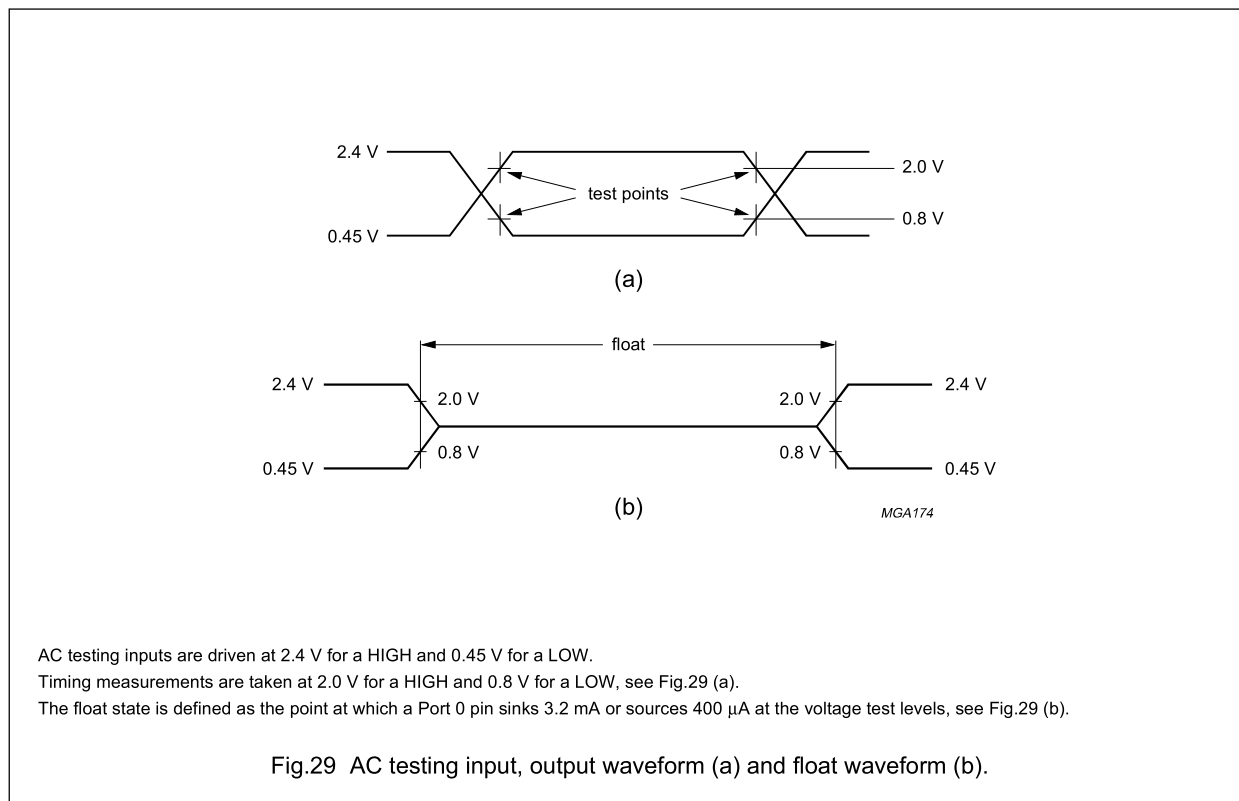 2.4 V
2.0 V
test points
0.8 V
0.45 V
(a)
float
2.4 V
2.0 V
2.0 V
2.4 V
0.8 V
0.8 V
0.45 V
0.45 V
(b)
MGA174
AC testing inputs are driven at 2.4 V for a HIGH and 0.45 V for a LOW.
Timing measurements are taken at 2.0 V for a HIGH and 0.8 V for a LOW, see Fig.29 (a).
The float state is defined as the point at which a Port 0 pin sinks 3.2 mA or sources 400 μA at the voltage test levels, see Fig.29 (b).
Fig.29 AC testing input, output waveform (a) and float waveform (b).